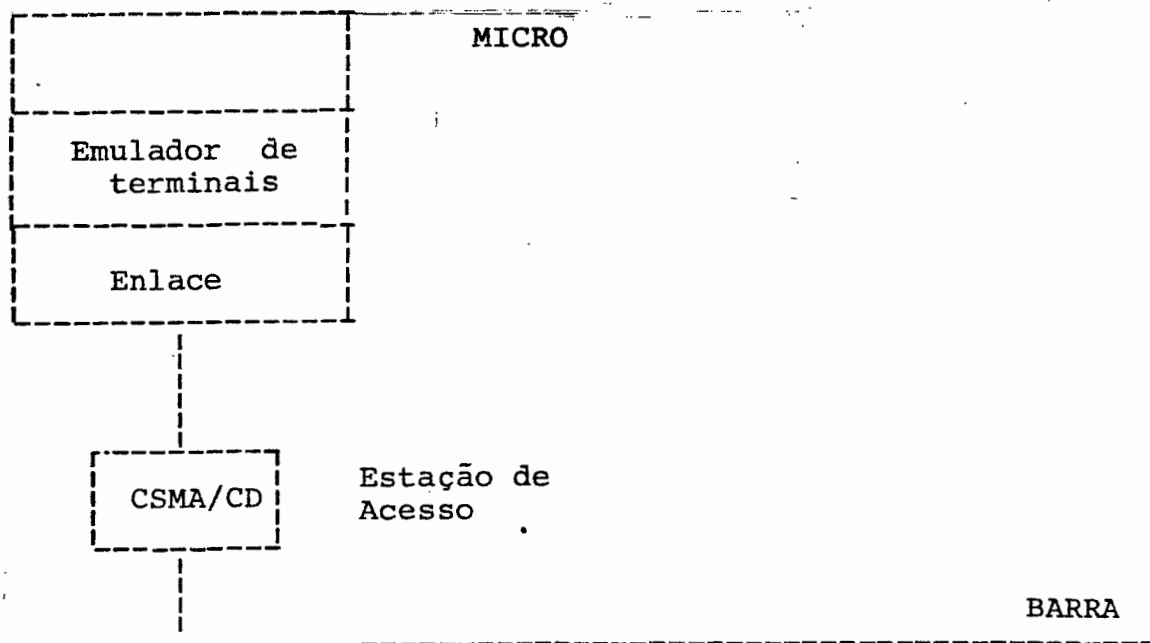 MICRO
Emulador de
terminais
Enlace
CSMA/CD
Estação de
Acesso
BARRA